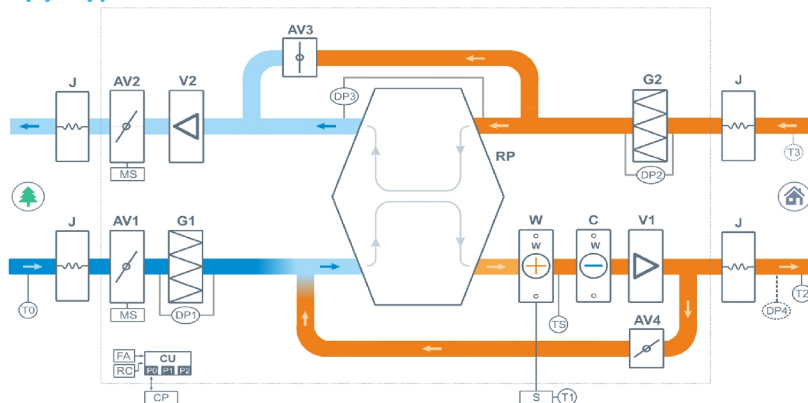 AV3
J
AV2
V2
G2
J
DP3
RP
DP2
T3
MS
J
AV1
G1
W
C
V1
J
W
W
T0
MS
DP1
TS
DP4
T2
AV4
FA
CU
RC
P0 P1 P2
CP
S
T1